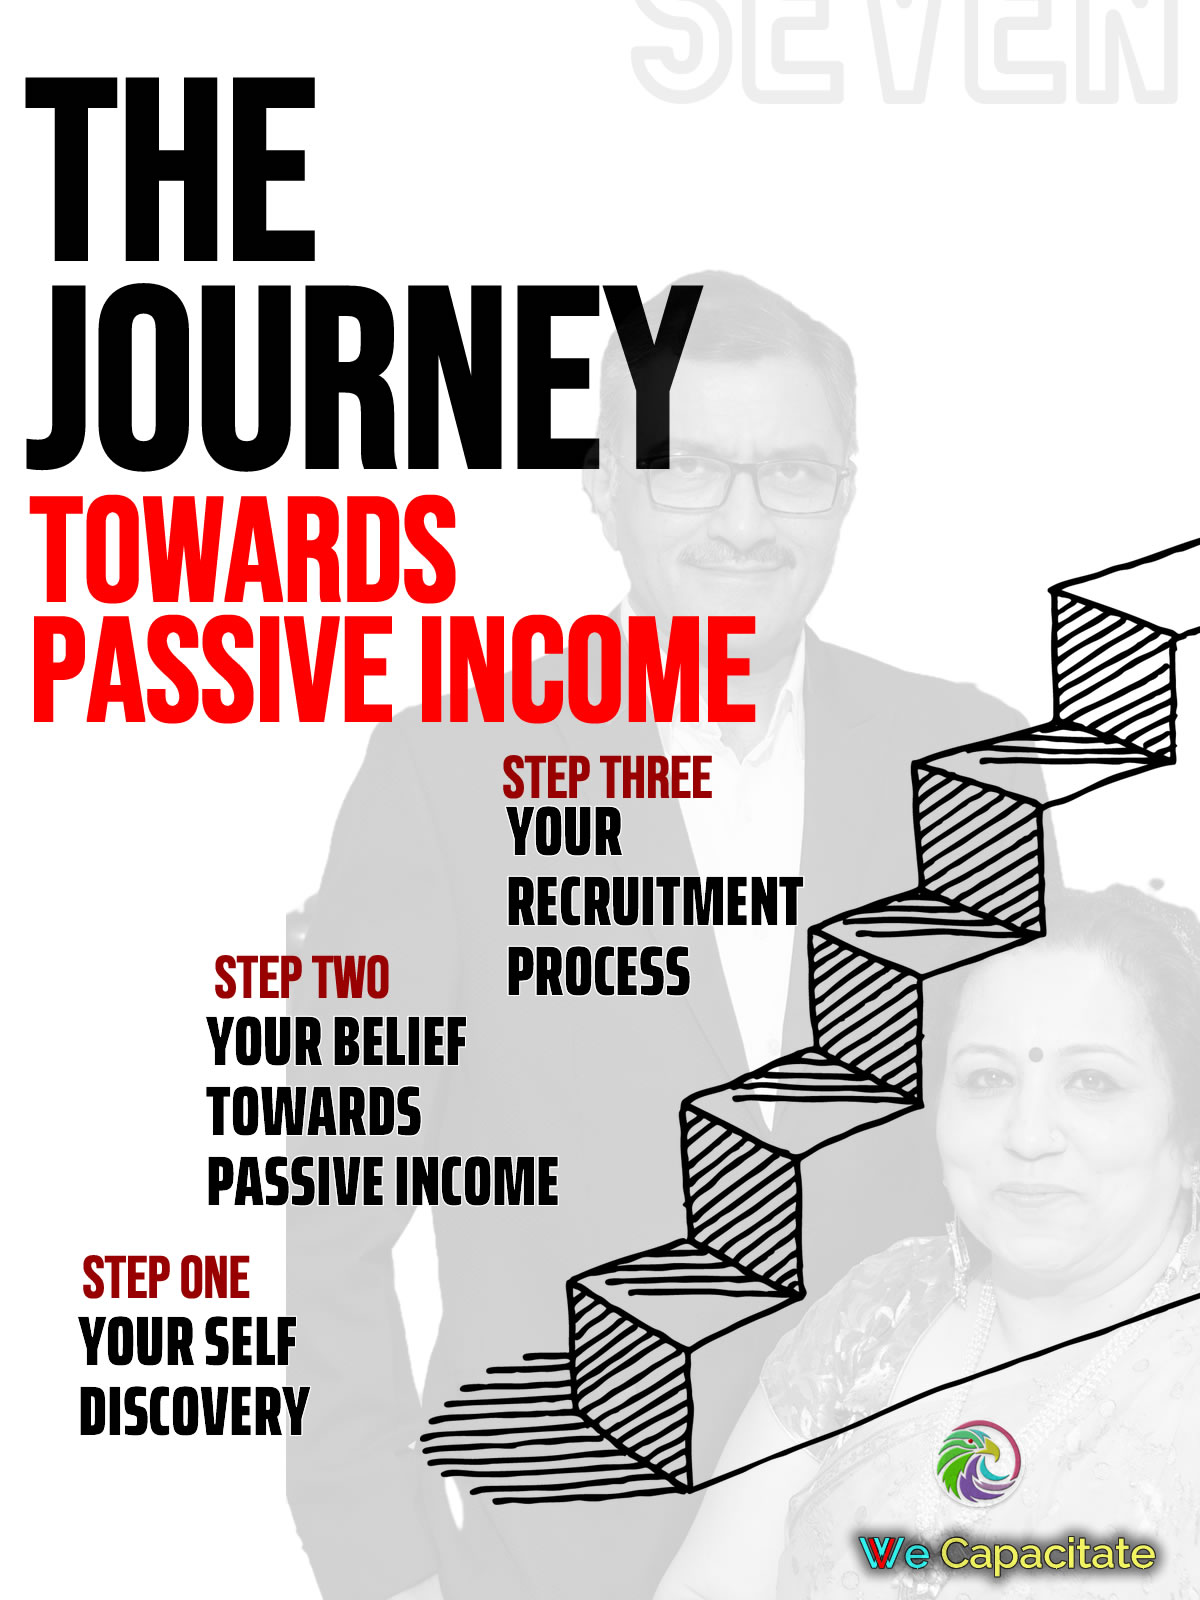 SEVEN
THE
JOURNEY
TOWARDS
PASSIVE INCOME
STEP THREE
YOUR
RECRUITMENT
PROCESS
STEP TWO
YOUR BELIEF
TOWARDS
PASSIVE INCOME
STEP ONE
YOUR SELF
DISCOVERY
We Capacitate